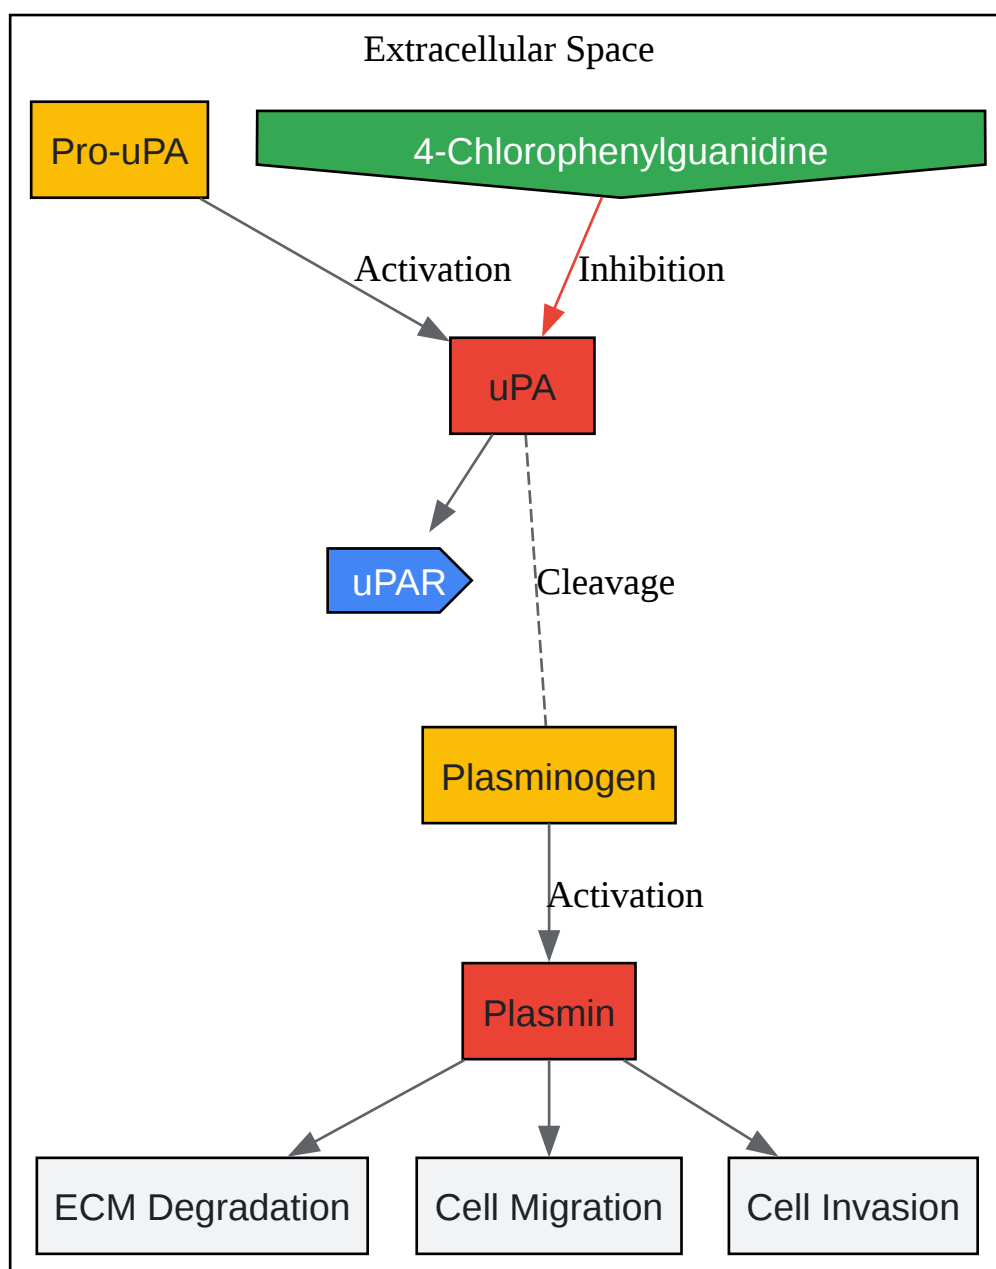 Extracellular Space
Pro-uPA
4-Chlorophenylguanidine
Activation
Inhibition
uPA
uPAR
Cleavage
Plasminogen
Activation
Plasmin
ECM Degradation
Cell Migration
Cell Invasion